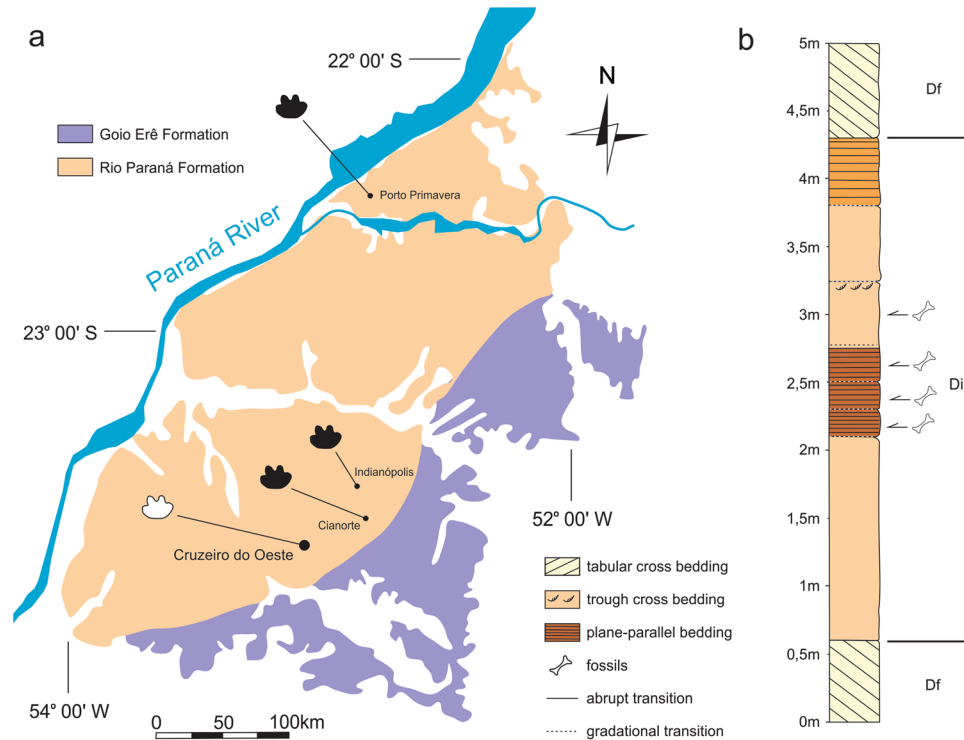 a
22° 00' S
N
Goio Erê Formation
Rio Paraná Formation
Porto Primavera
Paraná River
23° 00' S
Indianópolis
Cianorte
Cruzeiro do Oeste
52° 00' W
54° 00' W
0 50 100km
tabular cross bedding
trough cross bedding
plane-parallel bedding
fossils
abrupt transition
gradational transition
b
5m
Df
4,5m
4m
3,5m
3m
Di
2,5m
2m
1,5m
1m
0,5m
Df
0m